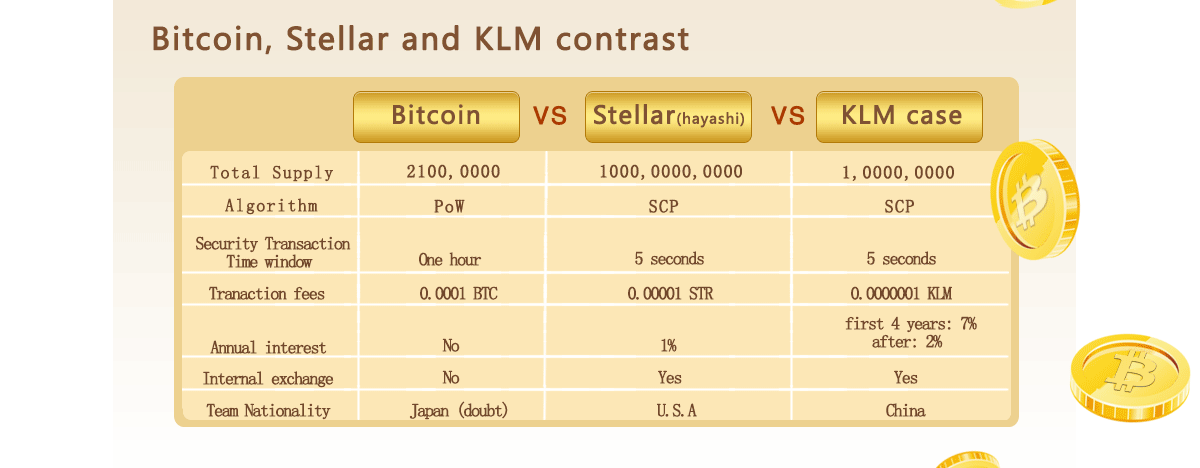 Bitcoin, Stellar and KLM contrast
Bitcoin VS Stellar(hayashi) VS KLM case
Total Supply 2100,0000 1000,0000,0000 1,0000,0000
Algorithm PoW SCP SCP
Security Transaction
Time window One hour 5 seconds 5 seconds
Tranaction fees 0.0001 BTC 0.00001 STR 0.0000001 KLM
first 4 years: 7%
Annual interest No 1% after: 2%
Internal exchange No Yes Yes
Team Nationality Japan (doubt) U.S.A China